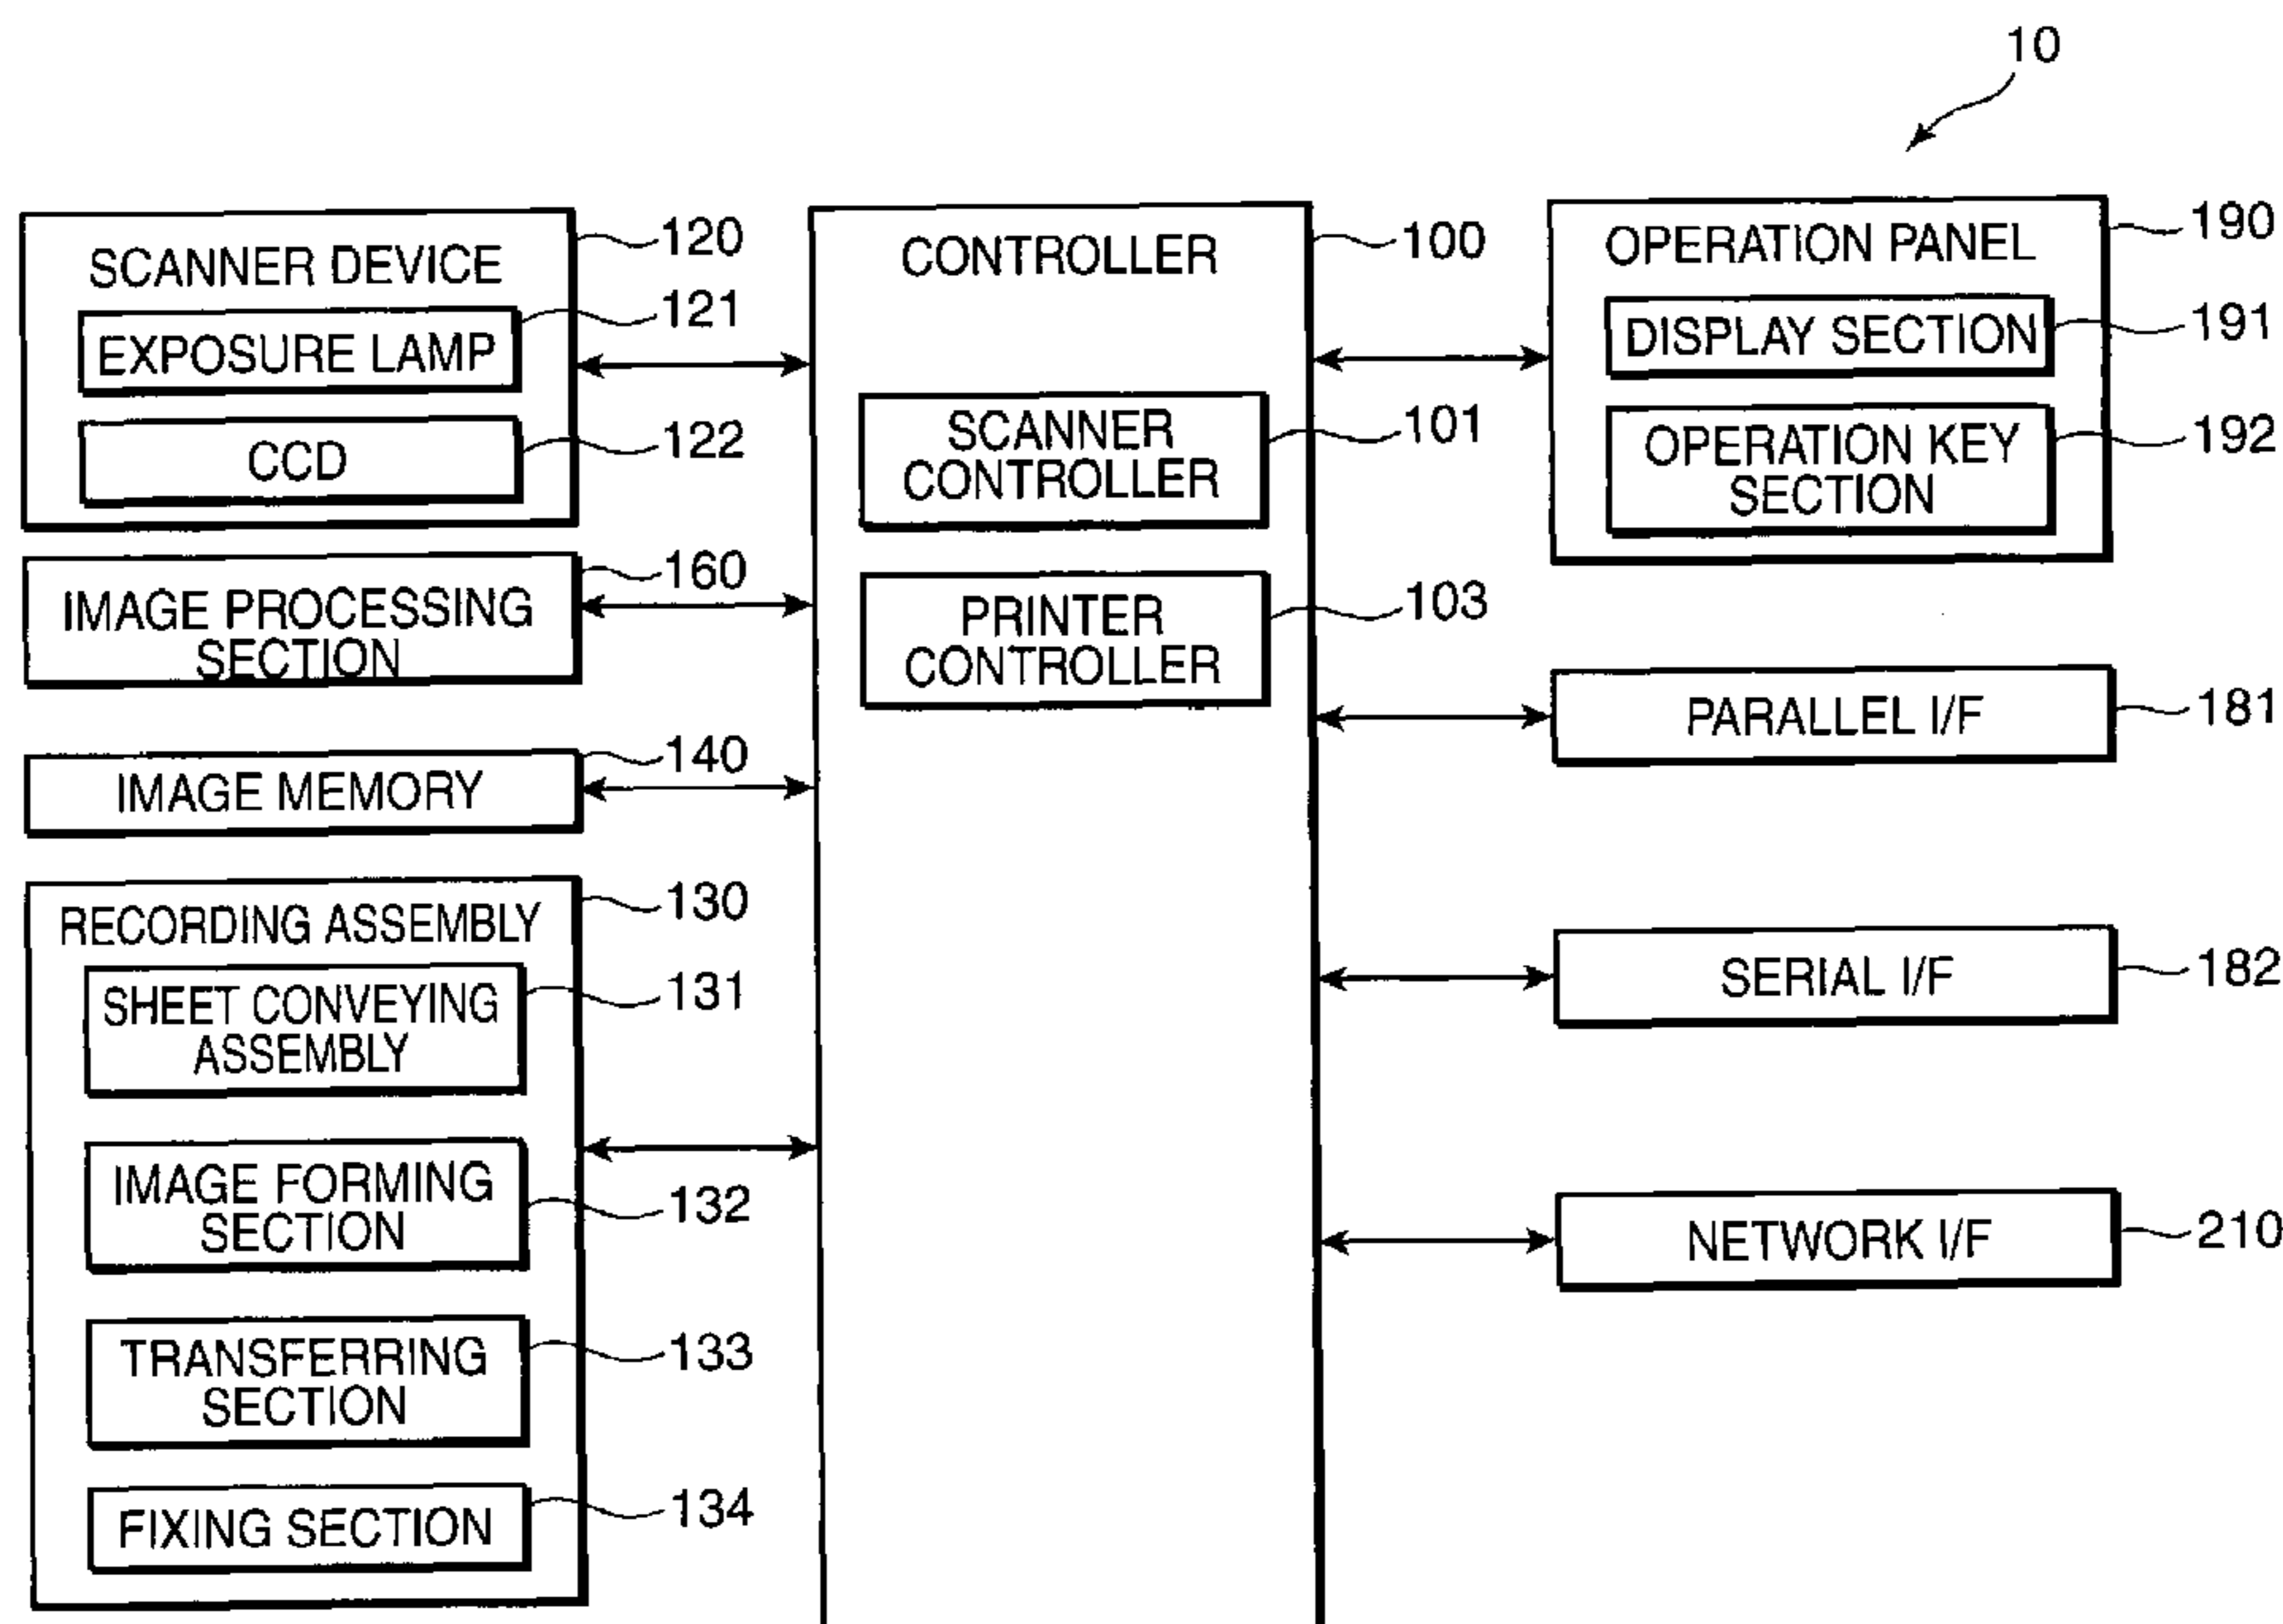 10
SCANNER DEVICE
120
EXPOSURE LAMP
121
CCD
122
IMAGE PROCESSING
SECTION
160
IMAGE MEMORY
140
RECORDING ASSEMBLY
130
SHEET CONVEYING
ASSEMBLY
131
IMAGE FORMING
SECTION
132
TRANSFERRING
SECTION
133
FIXING SECTION
134
CONTROLLER
100
SCANNER
CONTROLLER
101
PRINTER
CONTROLLER
103
OPERATION PANEL
190
DISPLAY SECTION
191
OPERATION KEY
SECTION
192
PARALLEL I/F
181
SERIAL I/F
182
NETWORK I/F
210